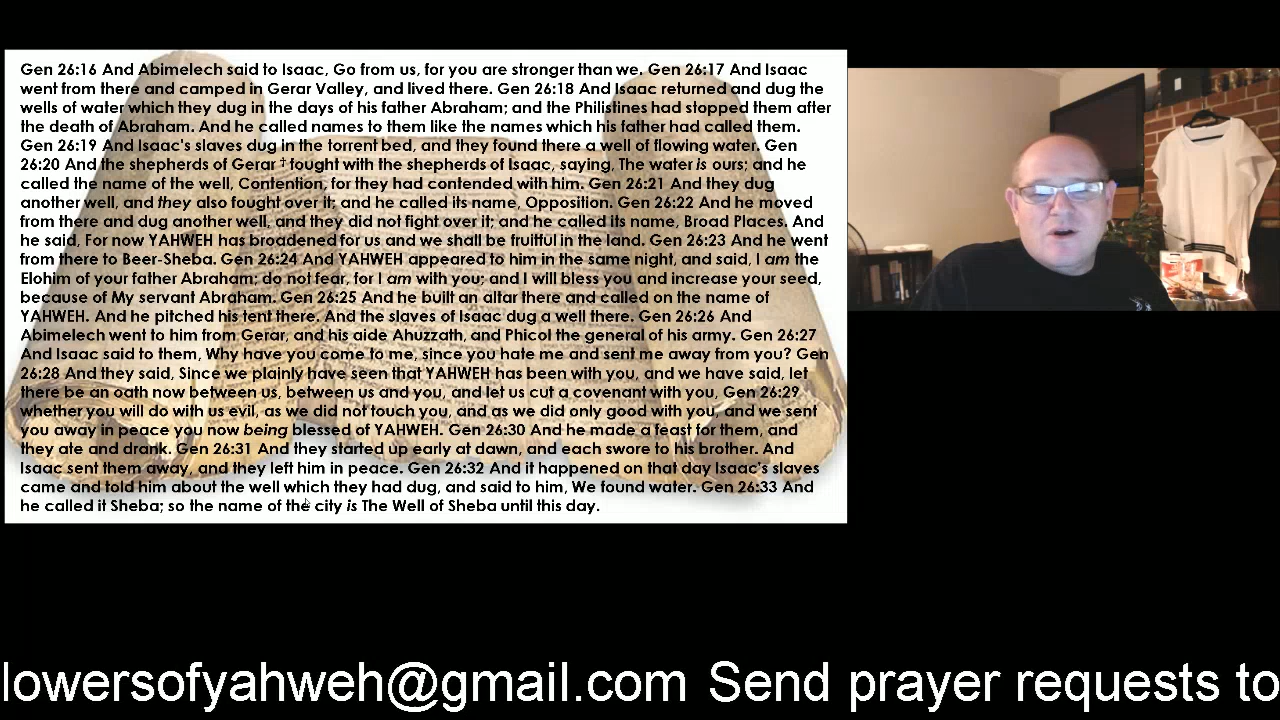 Gen 26:16 And Abimelech said to Isaac, Go from us, for you are stronger than we. Gen 26:17 And Isaac
went from there and camped in Gerar Valley, and lived there. Gen 26:18 And Isaac returned and dug the
wells of water which they dug in the days of his father Abraham; and the Philistines had stopped them after
the death of Abraham. And he called names to them like the names which his father had called them.
Gen 26:19 And Isaac's slaves dug in the torrent bed, and they found there a well of flowing water. Gen
26:20 And the shepherds of Gerar † fought with the shepherds of Isaac, saying, The water is ours; and he
called the name of the well, Contention, for they had contended with him. Gen 26:21 And they dug
another well, and they also fought over it; and he called its name, Opposition. Gen 26:22 And he moved
from there and dug another well, and they did not fight over it; and he called its name, Broad Places. And
he said, For now YAHWEH has broadened for us and we shall be fruitful in the land. Gen 26:23 And he went
from there to Beer-Sheba. Gen 26:24 And YAHWEH appeared to him in the same night, and said, I am the
Elohim of your father Abraham; do not fear, for I am with you; and I will bless you and increase your seed,
because of My servant Abraham. Gen 26:25 And he built an altar there and called on the name of
YAHWEH. And he pitched his tent there. And the slaves of Isaac dug a well there. Gen 26:26 And
Abimelech went to him from Gerar, and his aide Ahuzzath, and Phicol the general of his army. Gen 26:27
And Isaac said to them, Why have you come to me, since you hate me and sent me away from you? Gen
26:28 And they said, Since we plainly have seen that YAHWEH has been with you, and we have said, let
there be an oath now between us, between us and you, and let us cut a covenant with you, Gen 26:29
whether you will do with us evil, as we did not touch you, and as we did only good with you, and we sent
you away in peace you now being blessed of YAHWEH. Gen 26:30 And he made a feast for them, and
they ate and drank. Gen 26:31 And they started up early at dawn, and each swore to his brother. And
Isaac sent them away, and they left him in peace. Gen 26:32 And it happened on that day Isaac's slaves
came and told him about the well which they had dug, and said to him, We found water. Gen 26:33 And
he called it Sheba; so the name of the city is The Well of Sheba until this day.
lowersofyahweh@gmail.com Send prayer requests to